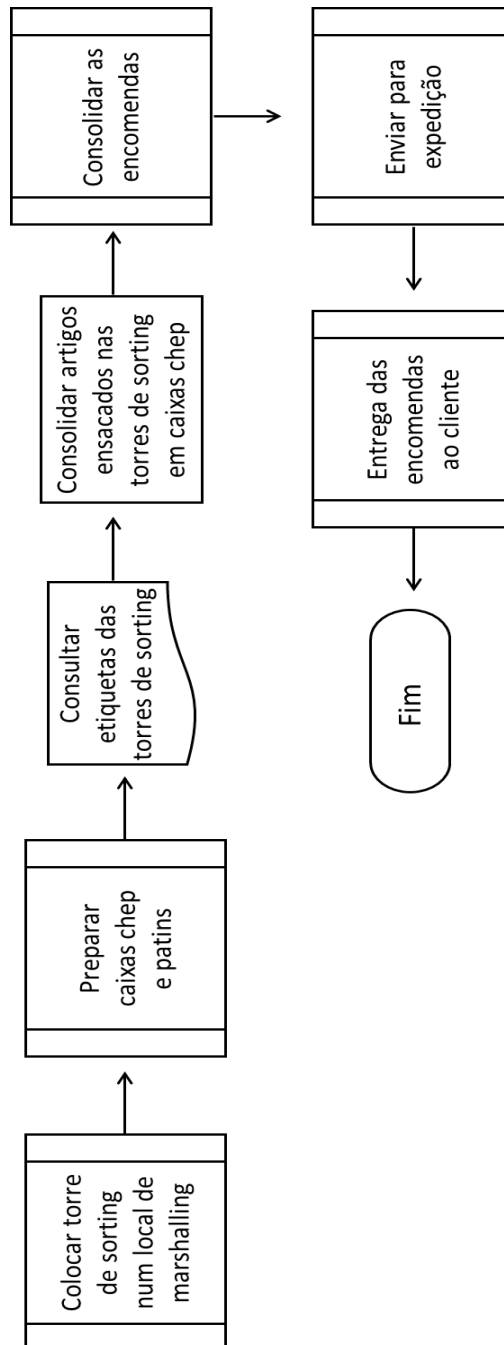 Colocar torre
de sorting
num local de
marshalling
Preparar
caixas chep
e patins
Consultar
etiquetas das
torres de sorting
Consolidar artigos
ensacados nas
torres de sorting
em caixas chep
Consolidar as
encomendas
Enviar para
expedição
Entrega das
encomendas
ao cliente
Fim